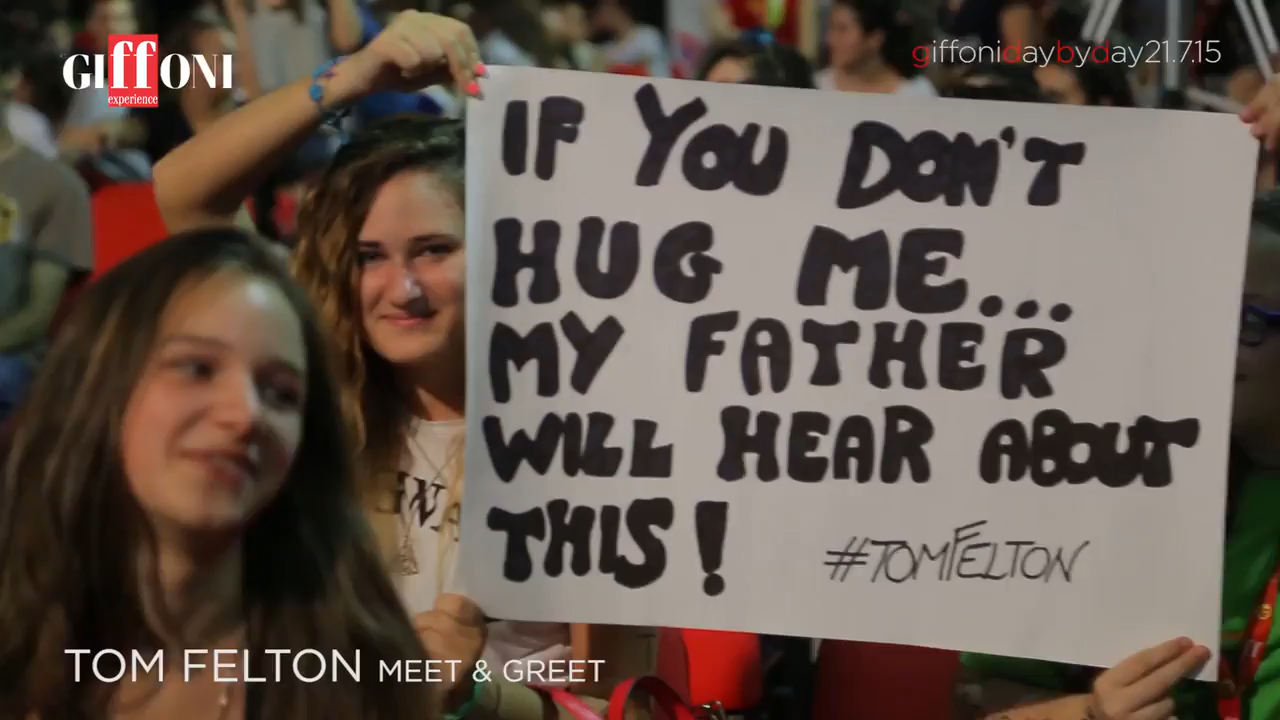 GIffONI
experience
giffonidaybyday21.7.15
IF YOU DON'T
HUG ME...
MY FATHER
WILL HEAR ABOUT
THIS!
#TOMFELTON
TOM FELTON MEET & GREET